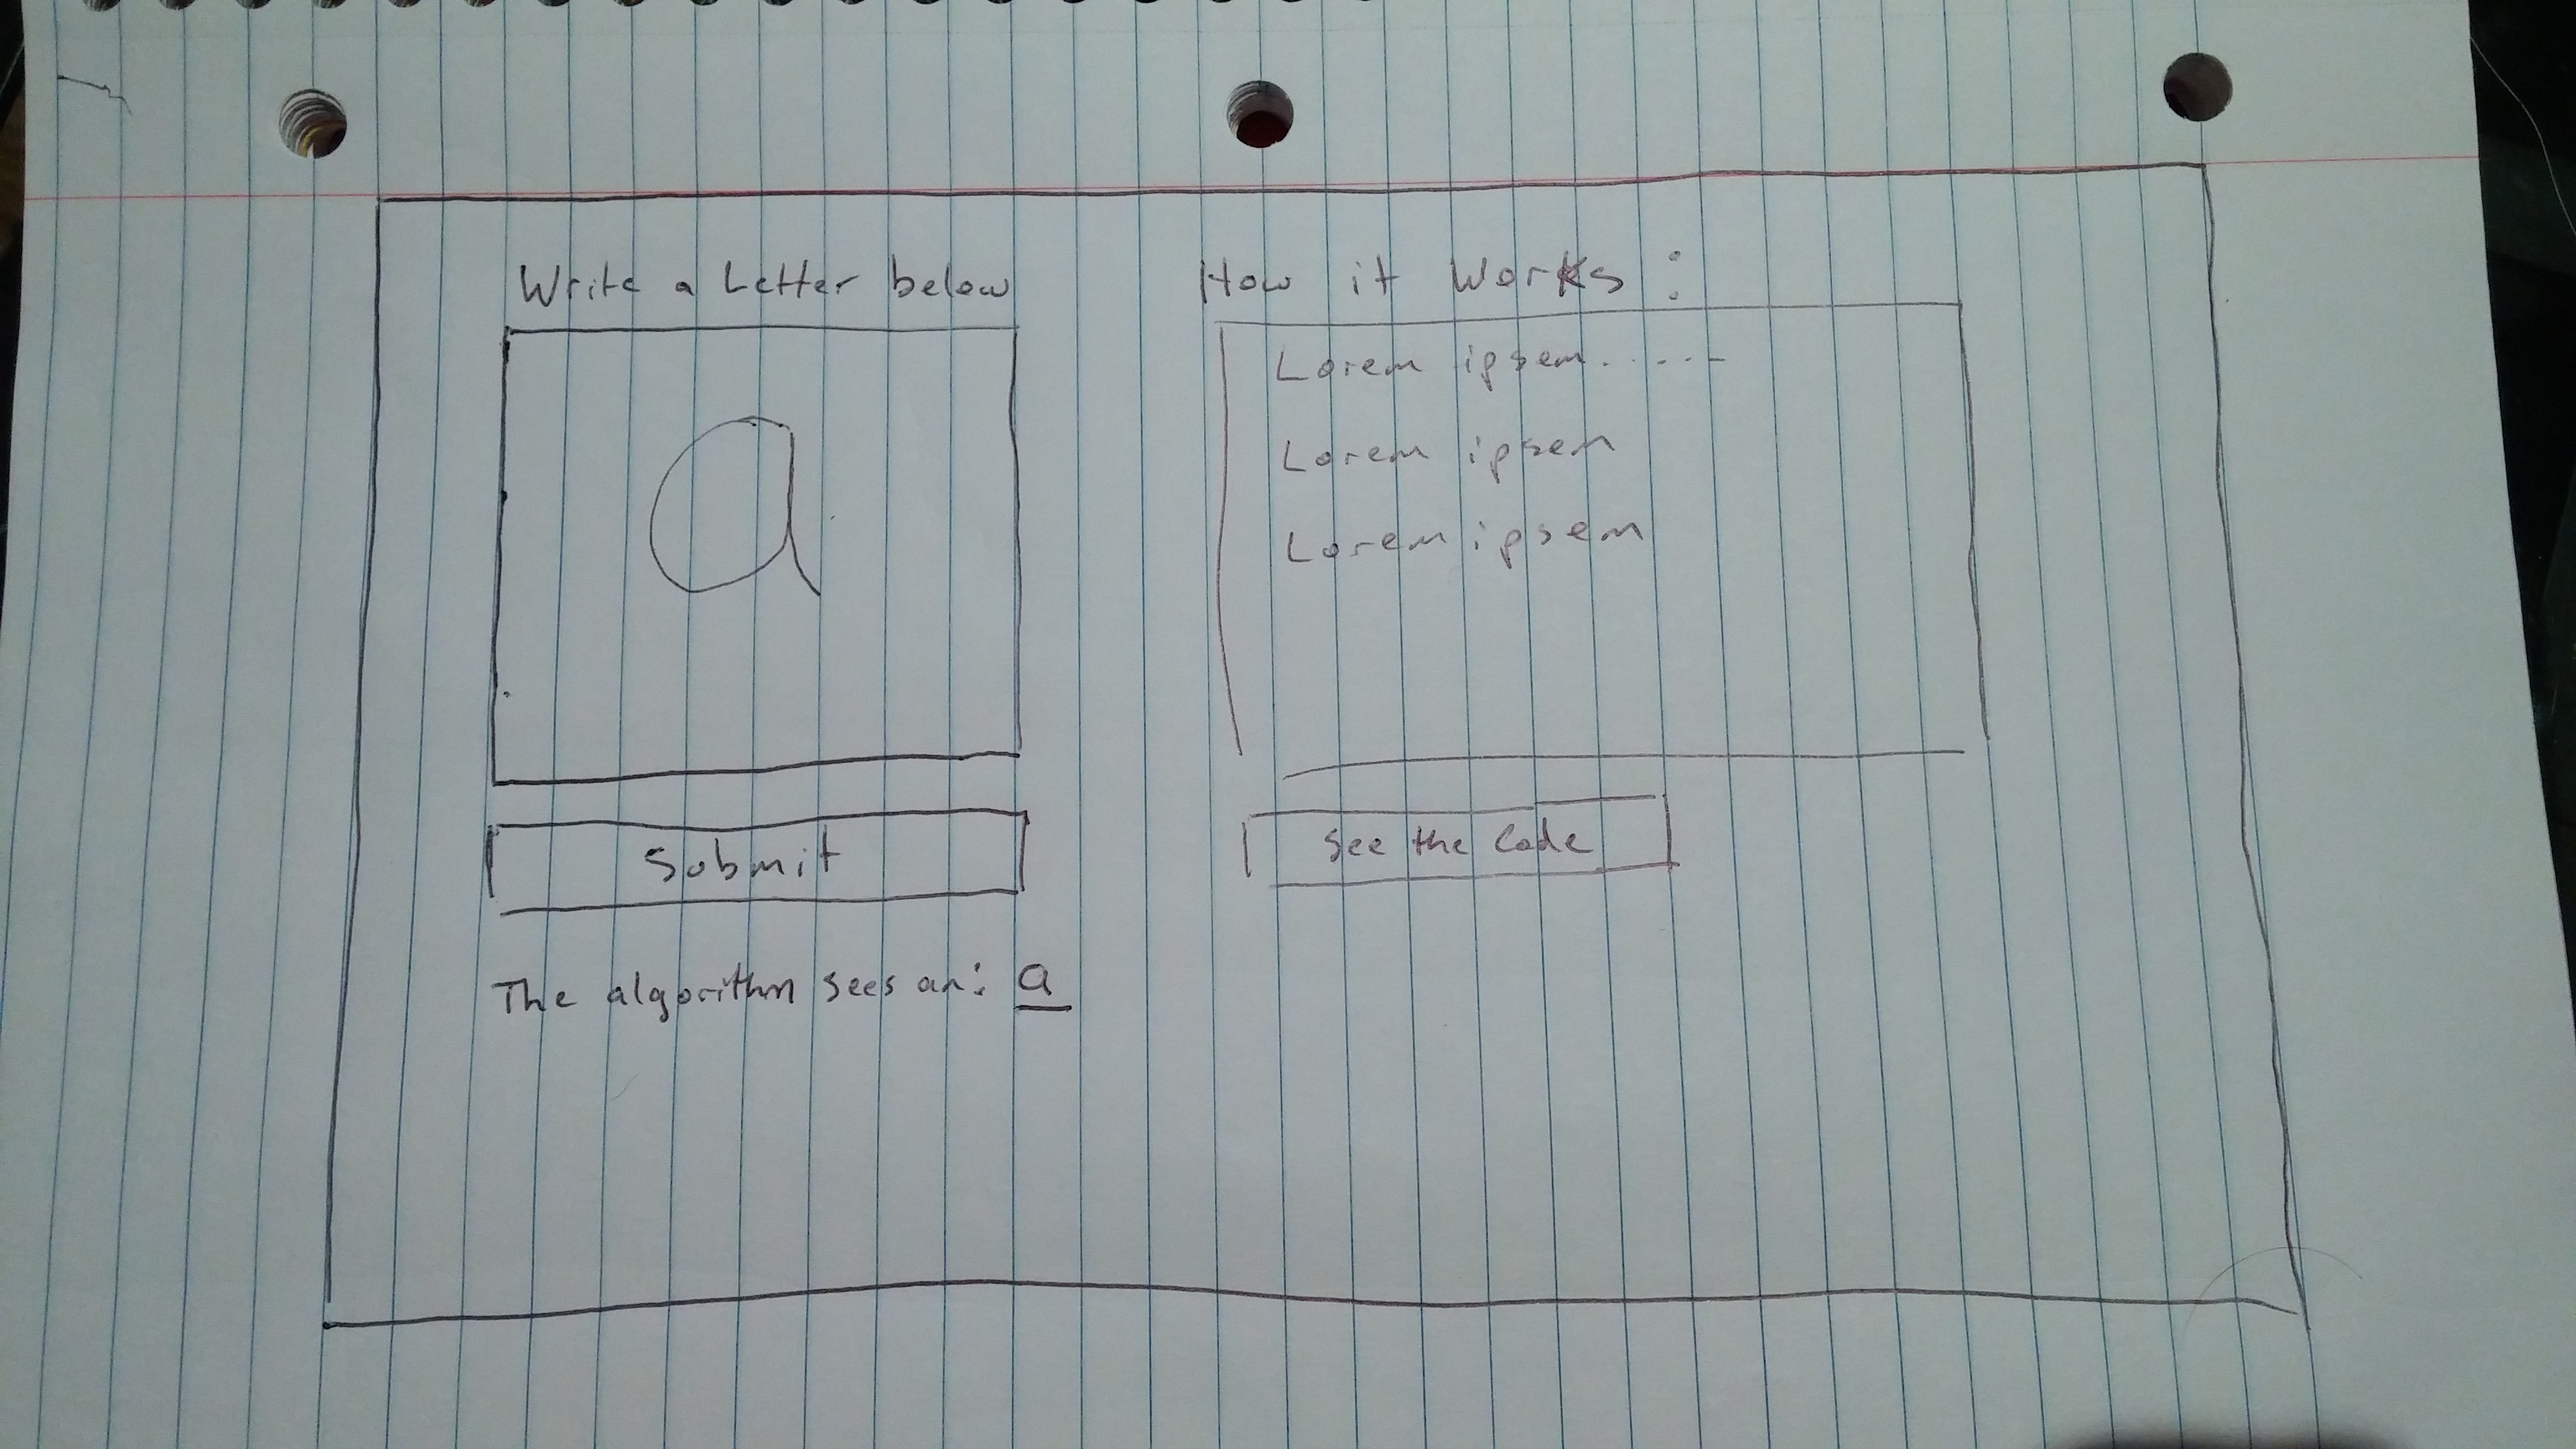 Write a Letter below
a
Submit
The algorithm sees an: a
How it Works:
Lorem ipsem.....
Lorem ipsem
Lorem ipsem
See the Code